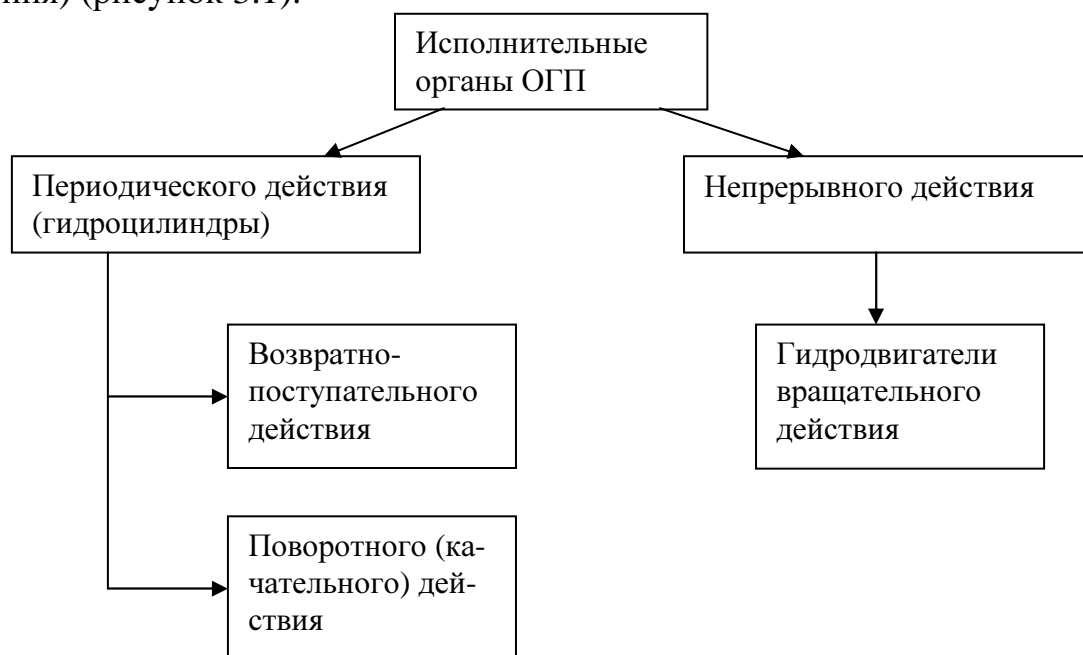 (рисунок 3.1).
Исполнительные
органы ОГП
Периодического действия
(гидроцилиндры)
Непрерывного действия
Возвратно-
поступательного
действия
Гидродвигатели
вращательного
действия
Поворотного (ка-
чательного) дей-
ствия